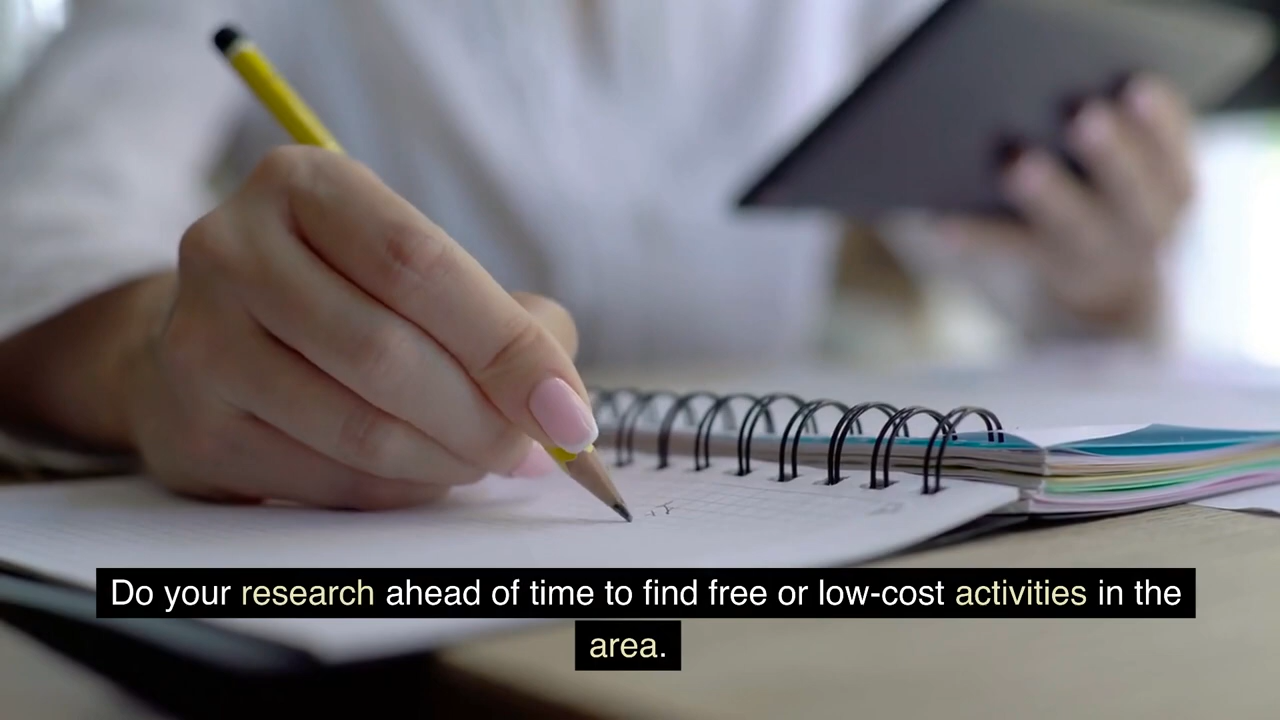 Do your research ahead of time to find free or low-cost activities in the
area.